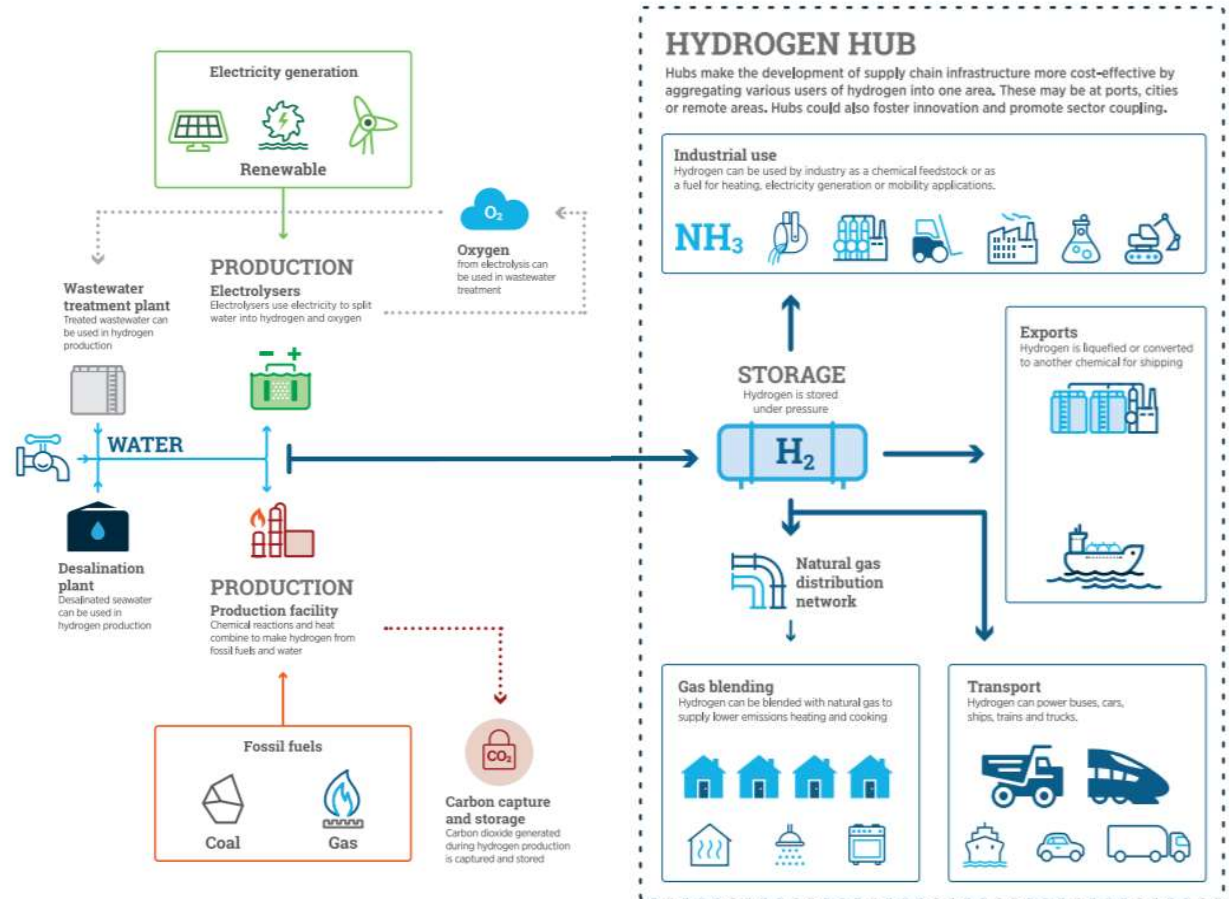 Electricity generation
Renewable
O₂
Oxygen
from electrolysis can
be used in wastewater
treatment
PRODUCTION
Electrolysers
Electrolysers use electricity to split
water into hydrogen and oxygen
Wastewater
treatment plant
Treated wastewater can
be used in hydrogen
production
- +
WATER
Desalination
plant
Desalinated seawater
can be used in
hydrogen production
PRODUCTION
Production facility
Chemical reactions and heat
combine to make hydrogen from
fossil fuels and water
Fossil fuels
Coal
Gas
CO₂
Carbon capture
and storage
Carbon dioxide generated
during hydrogen production
is captured and stored
HYDROGEN HUB
Hubs make the development of supply chain infrastructure more cost-effective by
aggregating various users of hydrogen into one area. These may be at ports, cities
or remote areas. Hubs could also foster innovation and promote sector coupling.
Industrial use
Hydrogen can be used by industry as a chemical feedstock or as
a fuel for heating, electricity generation or mobility applications.
NH₃
STORAGE
Hydrogen is stored
under pressure
H₂
Exports
Hydrogen is liquefied or converted
to another chemical for shipping
Natural gas
distribution
network
Gas blending
Hydrogen can be blended with natural gas to
supply lower emissions heating and cooking
Transport
Hydrogen can power buses, cars,
ships, trains and trucks.